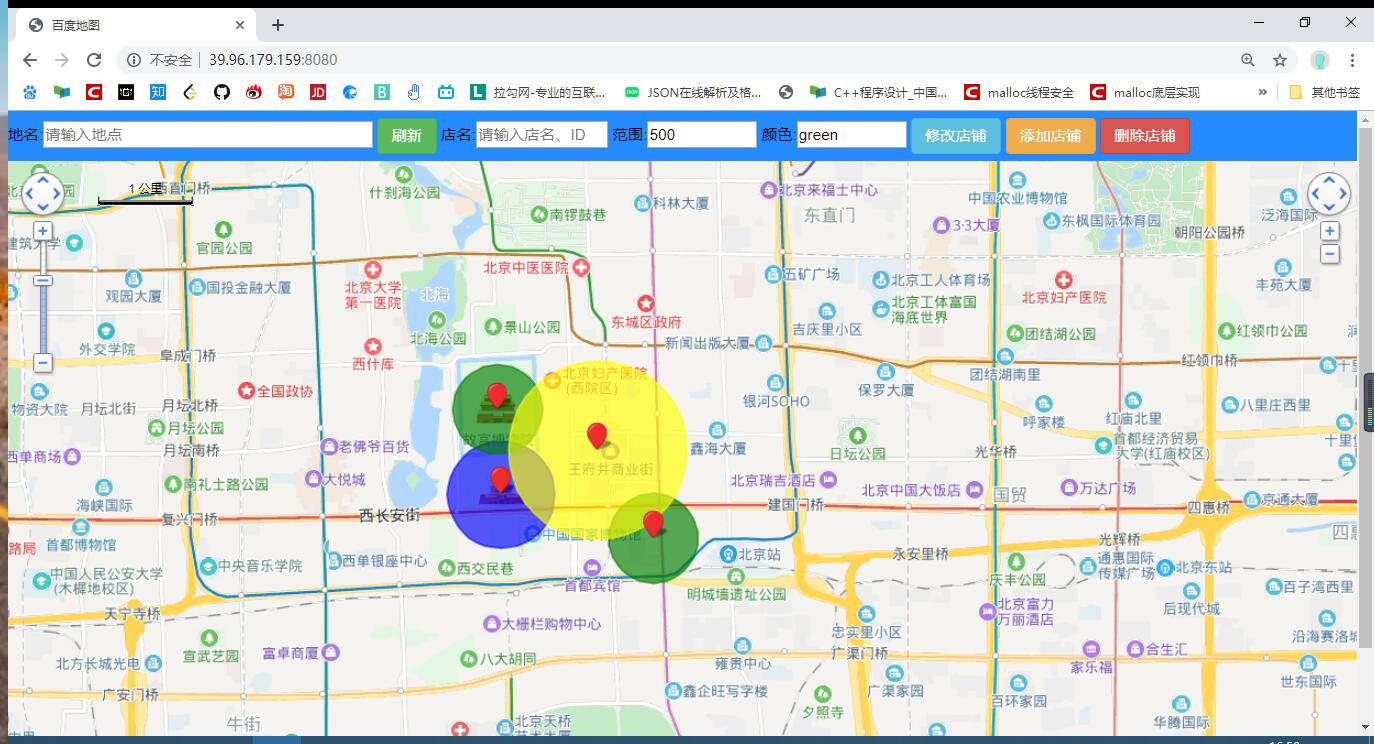 百度地图
不安全 39.96.179.159:8080
拉勾网-专业的互联... JSON在线解析及格... C++程序设计_中国... malloc线程安全 malloc底层实现 » 其他书签
地名: 请输入地点 刷新 店名: 请输入店名、ID 范围: 500 颜色: green 修改店铺 添加店铺 删除店铺
1 公里
西直门桥
什刹海公园
科林大厦
北京来福士中心
中国农业博物馆
泛海国际
南锣鼓巷
东直门
3·3大厦
东枫国际体育园
朝阳公园桥
官园公园
北京中医医院
五矿广场
北京工人体育场
丰苑大厦
观园大厦
国投金融大厦
北京大学
第一医院
北海
北京妇产医院
东城区政府
北京工体富国
海底世界
吉庆里小区
景山公园
北海公园
团结湖公园
红领巾公园
外交学院
阜成门桥
西什库
新闻出版大厦
团结湖南里
红领巾桥
北京妇产医院
(西院区)
保罗大厦
全国政协
银河SOHO
物资大院
月坛北街
月坛北桥
呼家楼
红庙北里
八里庄西里
月坛公园
月坛南桥
老佛爷百货
鑫海大厦
日坛公园
光华桥
首都经济贸易
大学(红庙校区)
王府井商业街
西单商场
大悦城
北京瑞吉酒店
北京中国大饭店
国贸
万达广场
海峡国际
南礼士路公园
建国门桥
四惠桥
京通大厦
复兴门桥
西长安街
首都博物馆
中国国家博物馆
西单银座中心
北京站
永安里桥
光辉桥
通惠国际
传媒广场
北京东站
中国人民公安大学
(木樨地校区)
中央音乐学院
西交民巷
首都宾馆
明城墙遗址公园
庆丰公园
百子湾西里
后现代城
天宁寺桥
大栅栏购物中心
忠实里小区
北京富力
万丽酒店
沿海赛洛城
宣武艺园
富卓商厦
八大胡同
雍贵中心
广渠门桥
合生汇
家乐福
北方长城光电
广渠家园
世东国际
广安门桥
鑫企旺写字楼
夕照寺
百环家园
华腾国际
牛街
北京天桥